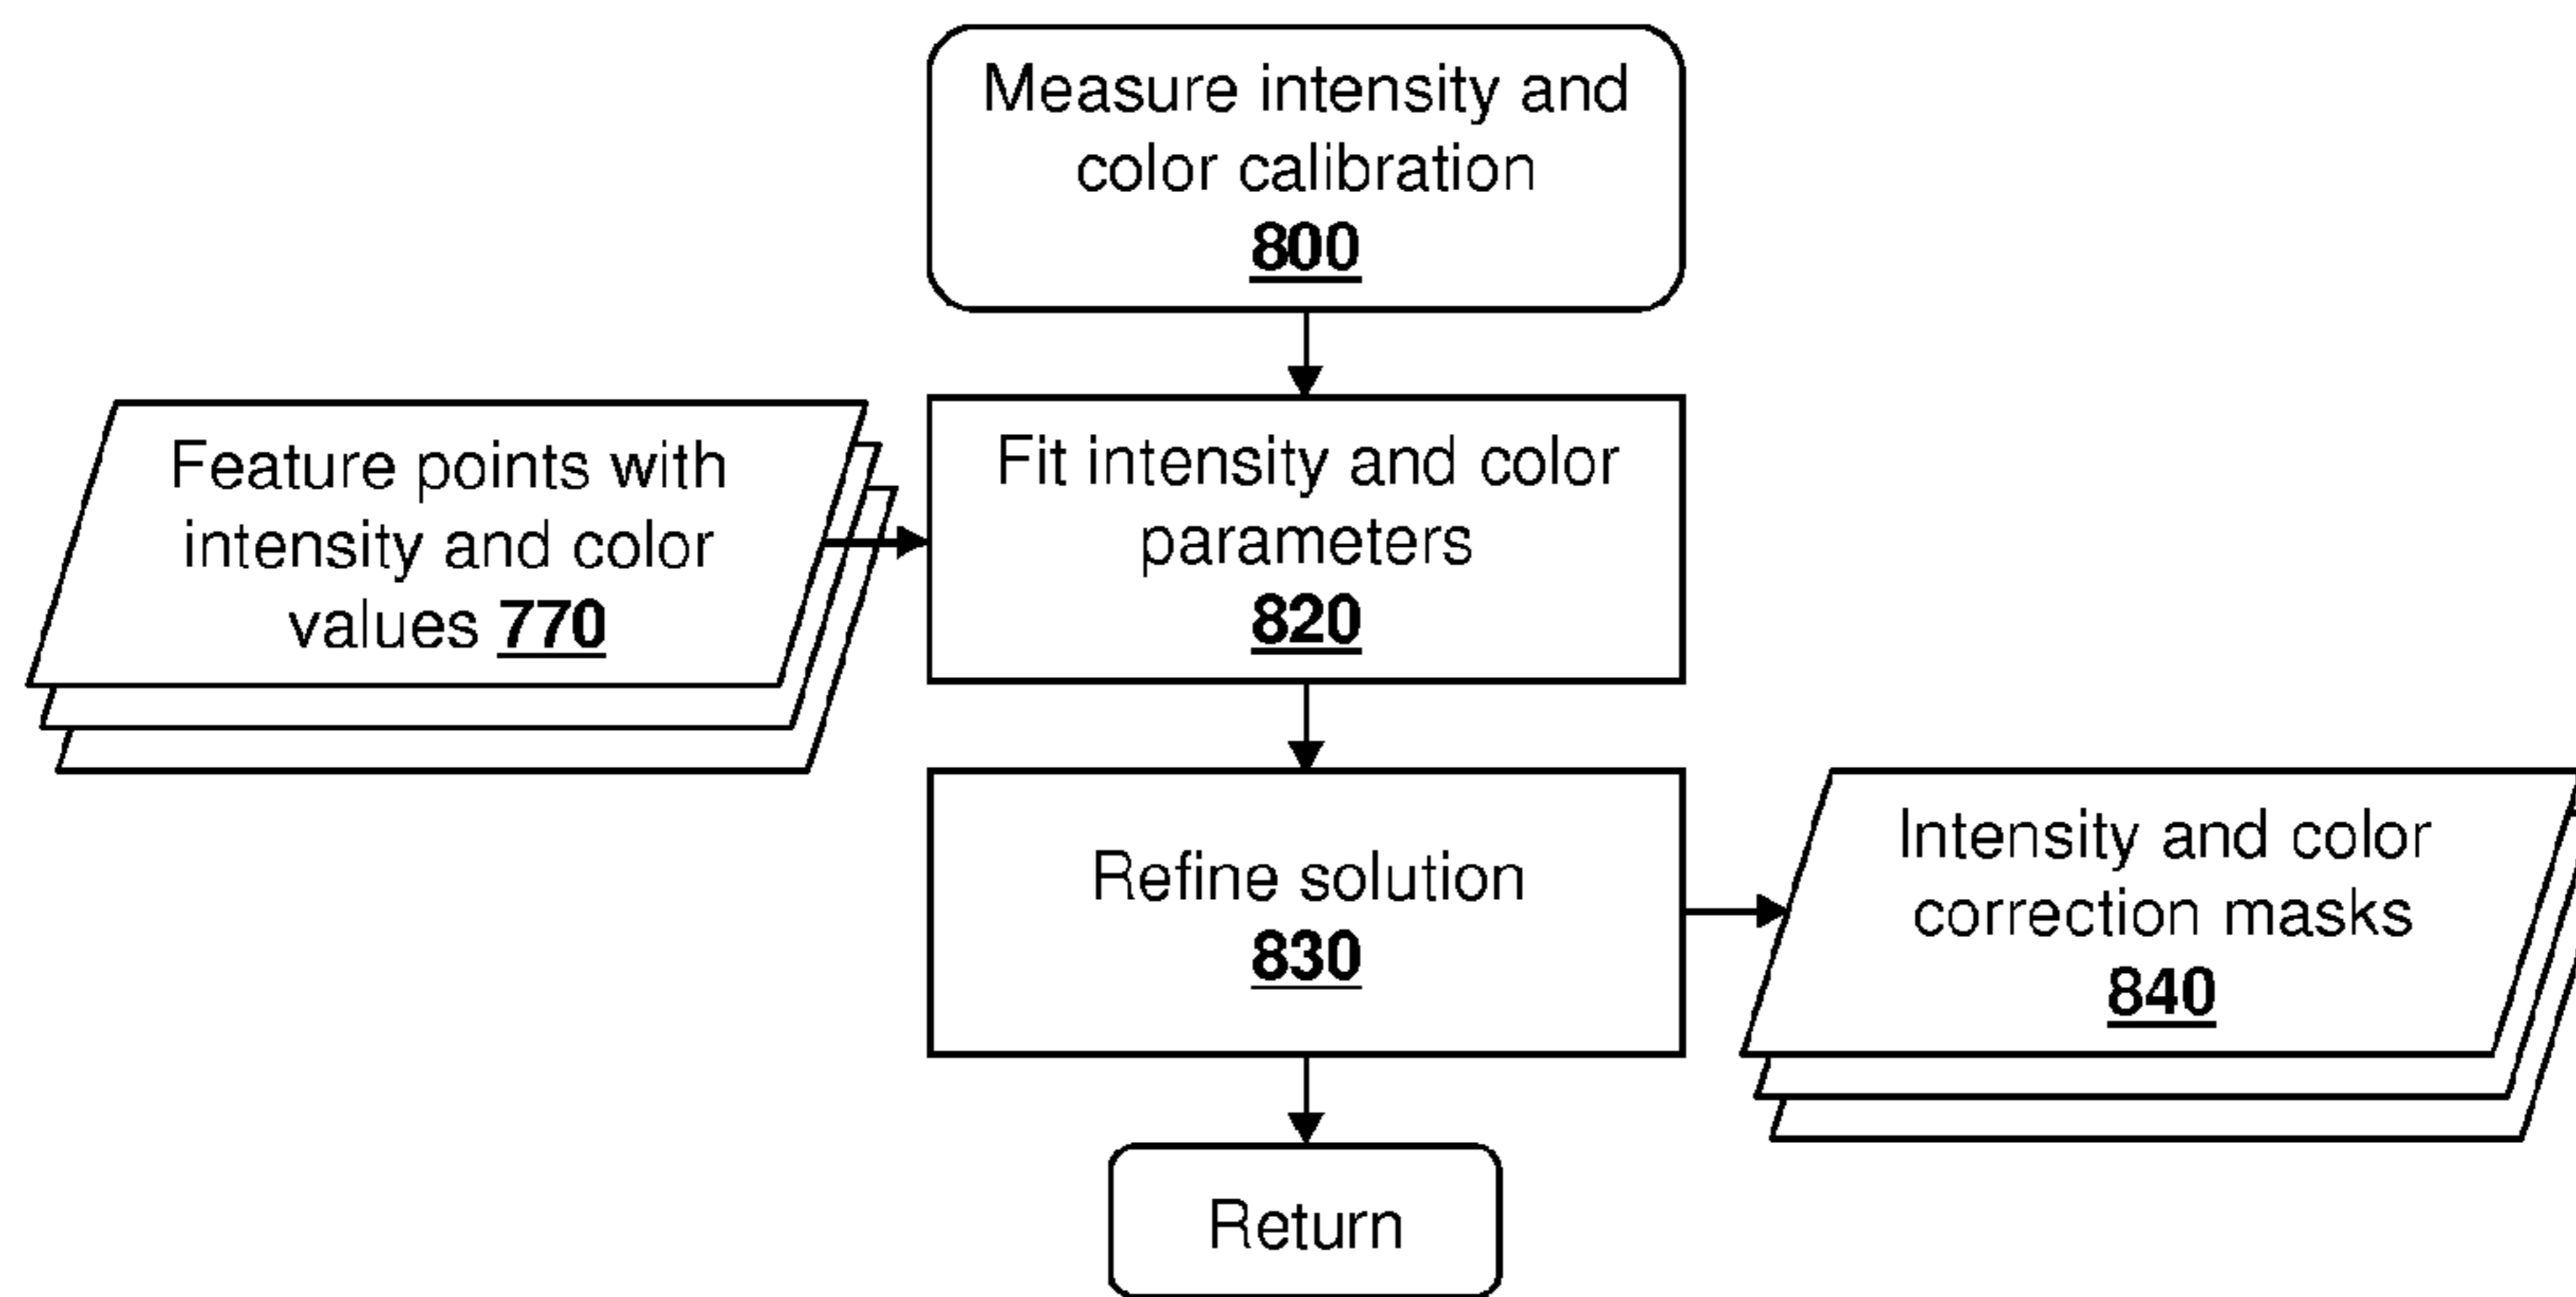 Measure intensity and
color calibration
800
Feature points with
intensity and color
values 770
Fit intensity and color
parameters
820
Refine solution
830
Intensity and color
correction masks
840
Return